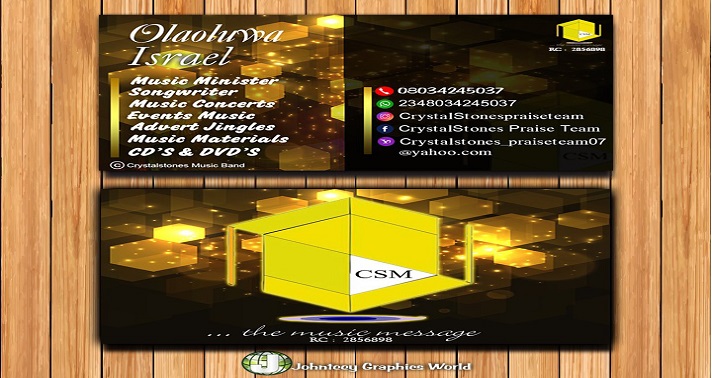 Olaoluwa
Israel
Music Minister
Songwriter
Music Concerts
Events Music
Advert Jingles
Music Materials
CD'S & DVD'S
© Crystalstones Music Band
RC : 2856898
08034245037
2348034245037
CrystalStonespraiseteam
CrystalStones Praise Team
Crystalstones_praiseteam07
@yahoo.com
CSM
CSM
... the music message
RC : 2856898
Johnteey Graphics World